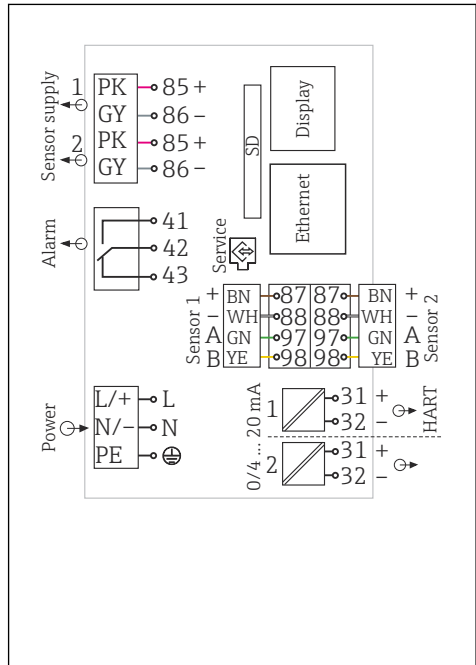 Sensor supply
1 PK 85 +
GY 86 -
2 PK 85 +
GY 86 -
Display
SD
Ethernet
Alarm
41
42
43
Service
Sensor 1
+ BN 87 87 BN +
- WH 88 88 WH -
A GN 97 97 GN A
B YE 98 98 YE B
Sensor 2
Power
L/+ L
N/- N
PE
0/4 ... 20 mA
1 31 +
32 -
HART
2 31 +
32 -